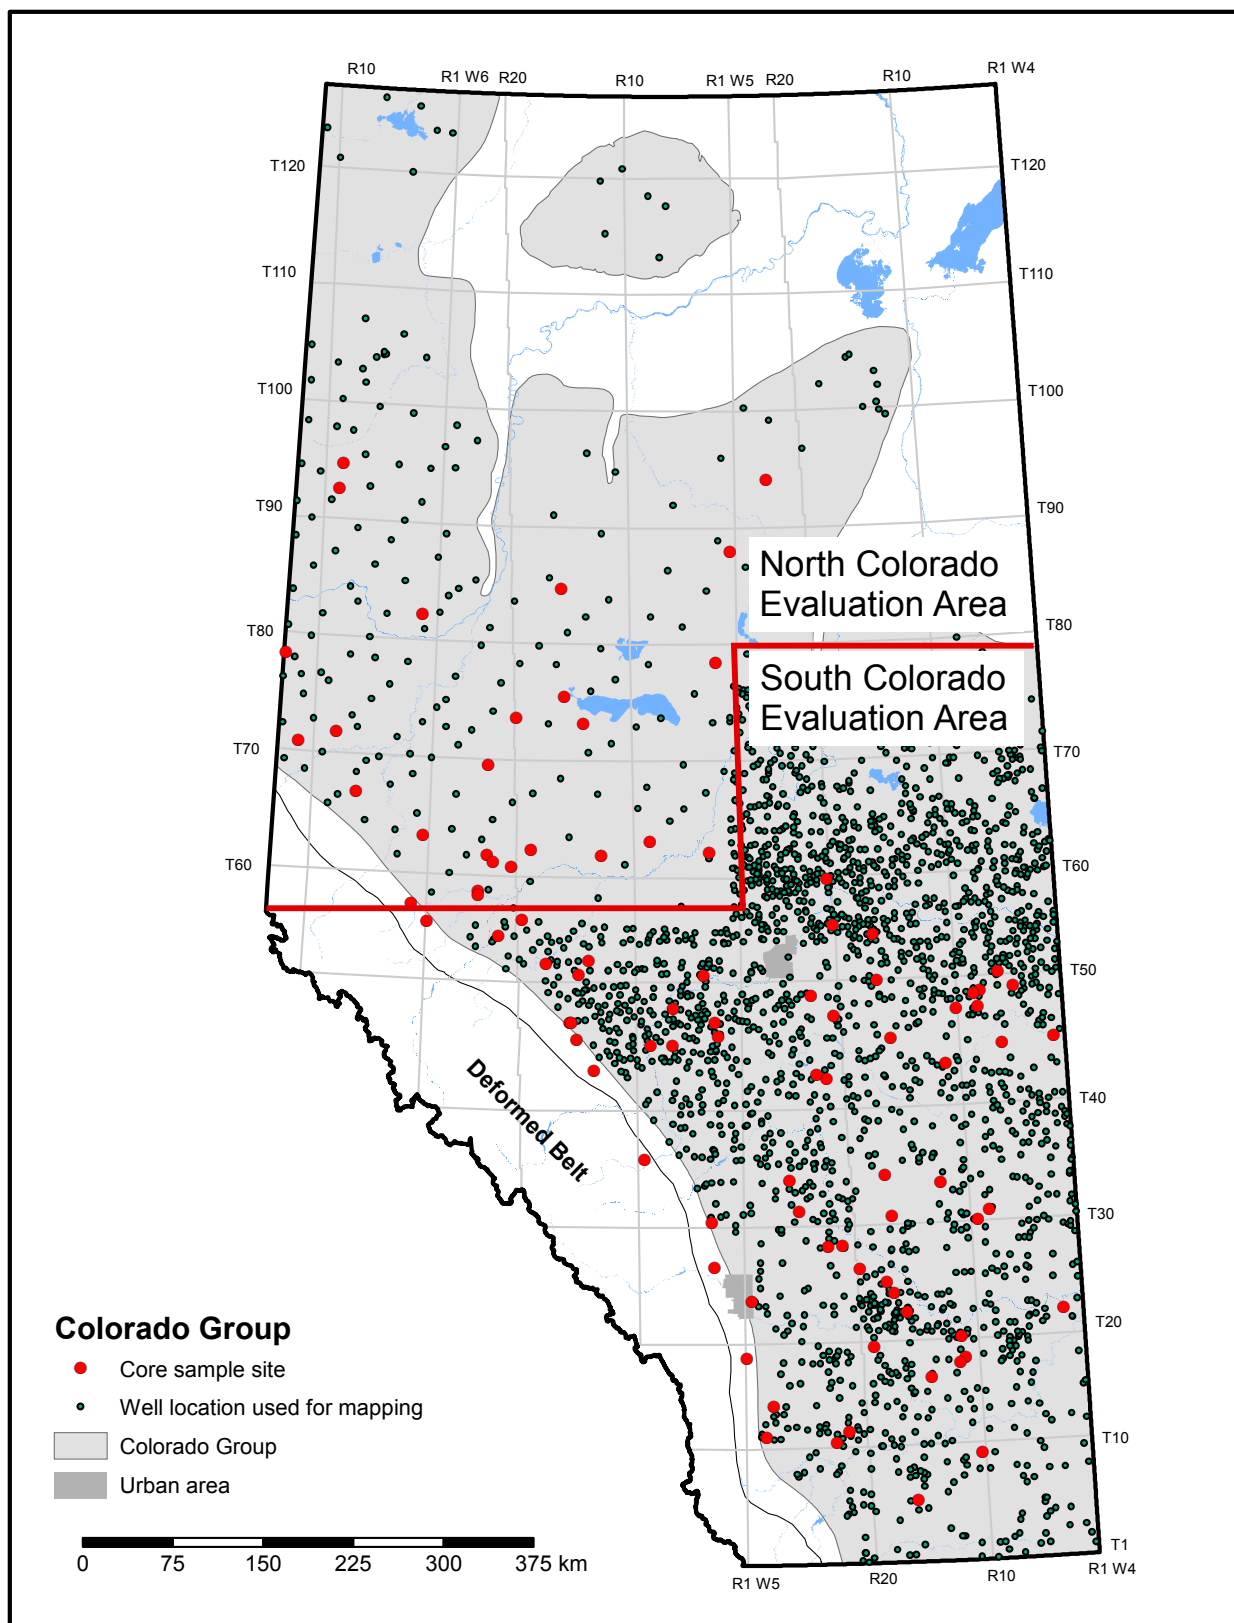 R10 R1 W6 R20 R10 R1 W5 R20 R10 R1 W4
T120 T120
T110 T110
T100 T100
T90 T90
North Colorado
Evaluation Area
T80 T80
South Colorado
Evaluation Area
T70 T70
T60 T60
T50
Deformed Belt
T40
T30
Colorado Group
T20
Core sample site
Well location used for mapping
T10
Colorado Group
Urban area
0 75 150 225 300 375 km
T1
R1 W5 R20 R10 R1 W4